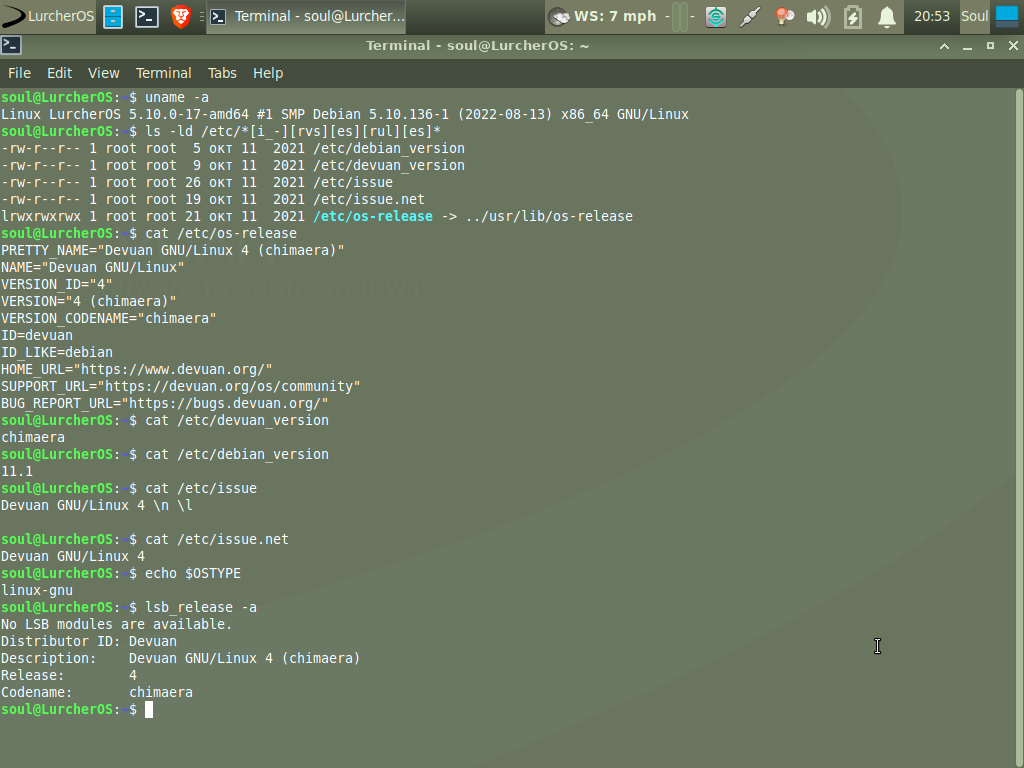 LurcherOS
Terminal - soul@Lurcher...
WS: 7 mph
20:53
Soul
Terminal - soul@LurcherOS: ~
File Edit View Terminal Tabs Help
soul@LurcherOS:~$ uname -a
Linux LurcherOS 5.10.0-17-amd64 #1 SMP Debian 5.10.136-1 (2022-08-13) x86_64 GNU/Linux
soul@LurcherOS:~$ ls -ld /etc/*[i_-][rvs][es][rul][es]*
-rw-r--r-- 1 root root  5 окт 11  2021 /etc/debian_version
-rw-r--r-- 1 root root  9 окт 11  2021 /etc/devuan_version
-rw-r--r-- 1 root root 26 окт 11  2021 /etc/issue
-rw-r--r-- 1 root root 19 окт 11  2021 /etc/issue.net
lrwxrwxrwx 1 root root 21 окт 11  2021 /etc/os-release -> ../usr/lib/os-release
soul@LurcherOS:~$ cat /etc/os-release
PRETTY_NAME="Devuan GNU/Linux 4 (chimaera)"
NAME="Devuan GNU/Linux"
VERSION_ID="4"
VERSION="4 (chimaera)"
VERSION_CODENAME="chimaera"
ID=devuan
ID_LIKE=debian
HOME_URL="https://www.devuan.org/"
SUPPORT_URL="https://devuan.org/os/community"
BUG_REPORT_URL="https://bugs.devuan.org/"
soul@LurcherOS:~$ cat /etc/devuan_version
chimaera
soul@LurcherOS:~$ cat /etc/debian_version
11.1
soul@LurcherOS:~$ cat /etc/issue
Devuan GNU/Linux 4 \n \l
soul@LurcherOS:~$ cat /etc/issue.net
Devuan GNU/Linux 4
soul@LurcherOS:~$ echo $OSTYPE
linux-gnu
soul@LurcherOS:~$ lsb_release -a
No LSB modules are available.
Distributor ID: Devuan
Description:    Devuan GNU/Linux 4 (chimaera)
Release:        4
Codename:       chimaera
soul@LurcherOS:~$